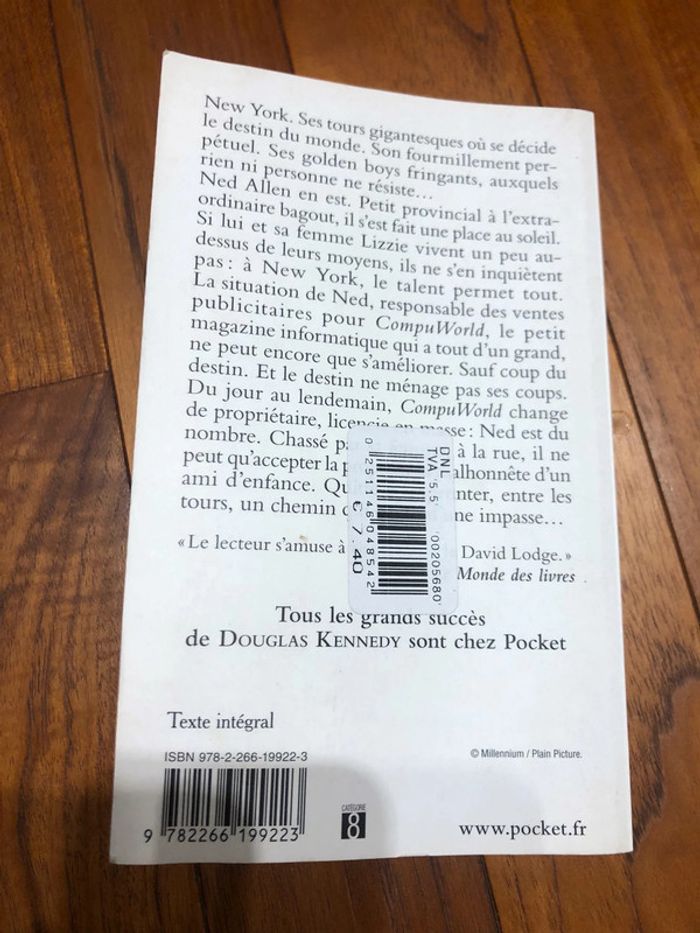 New York. Ses tours gigantesques où se décide
le destin du monde. Son fourmillement per-
pétuel. Ses golden boys fringants, auxquels
rien ni personne ne résiste…
Ned Allen en est. Petit provincial à l'extra-
ordinaire bagout, il s'est fait une place au soleil.
Si lui et sa femme Lizzie vivent un peu au-
dessus de leurs moyens, ils ne s'en inquiètent
pas : à New York, le talent permet tout.
La situation de Ned, responsable des ventes
publicitaires pour CompuWorld, le petit
magazine informatique qui a tout d'un grand,
ne peut encore que s'améliorer. Sauf coup du
destin. Et le destin ne ménage pas ses coups.
Du jour au lendemain, CompuWorld change
de propriétaire, licencie en masse : Ned est du
nombre. Chassé à la rue, il ne
peut qu'accepter la d'un
ami d'enfance. entre les
tours, un chemin impasse…
« Le lecteur s'amuse à David Lodge. »
Monde des livres
DNL
TVA 5.5
00205680
0 251146 048542
€ 7.40
Tous les grands succès
de DOUGLAS KENNEDY sont chez Pocket
Texte intégral
ISBN 978-2-266-19922-3
© Millennium / Plain Picture.
9 782266 199223
CATÉGORIE
8
www.pocket.fr